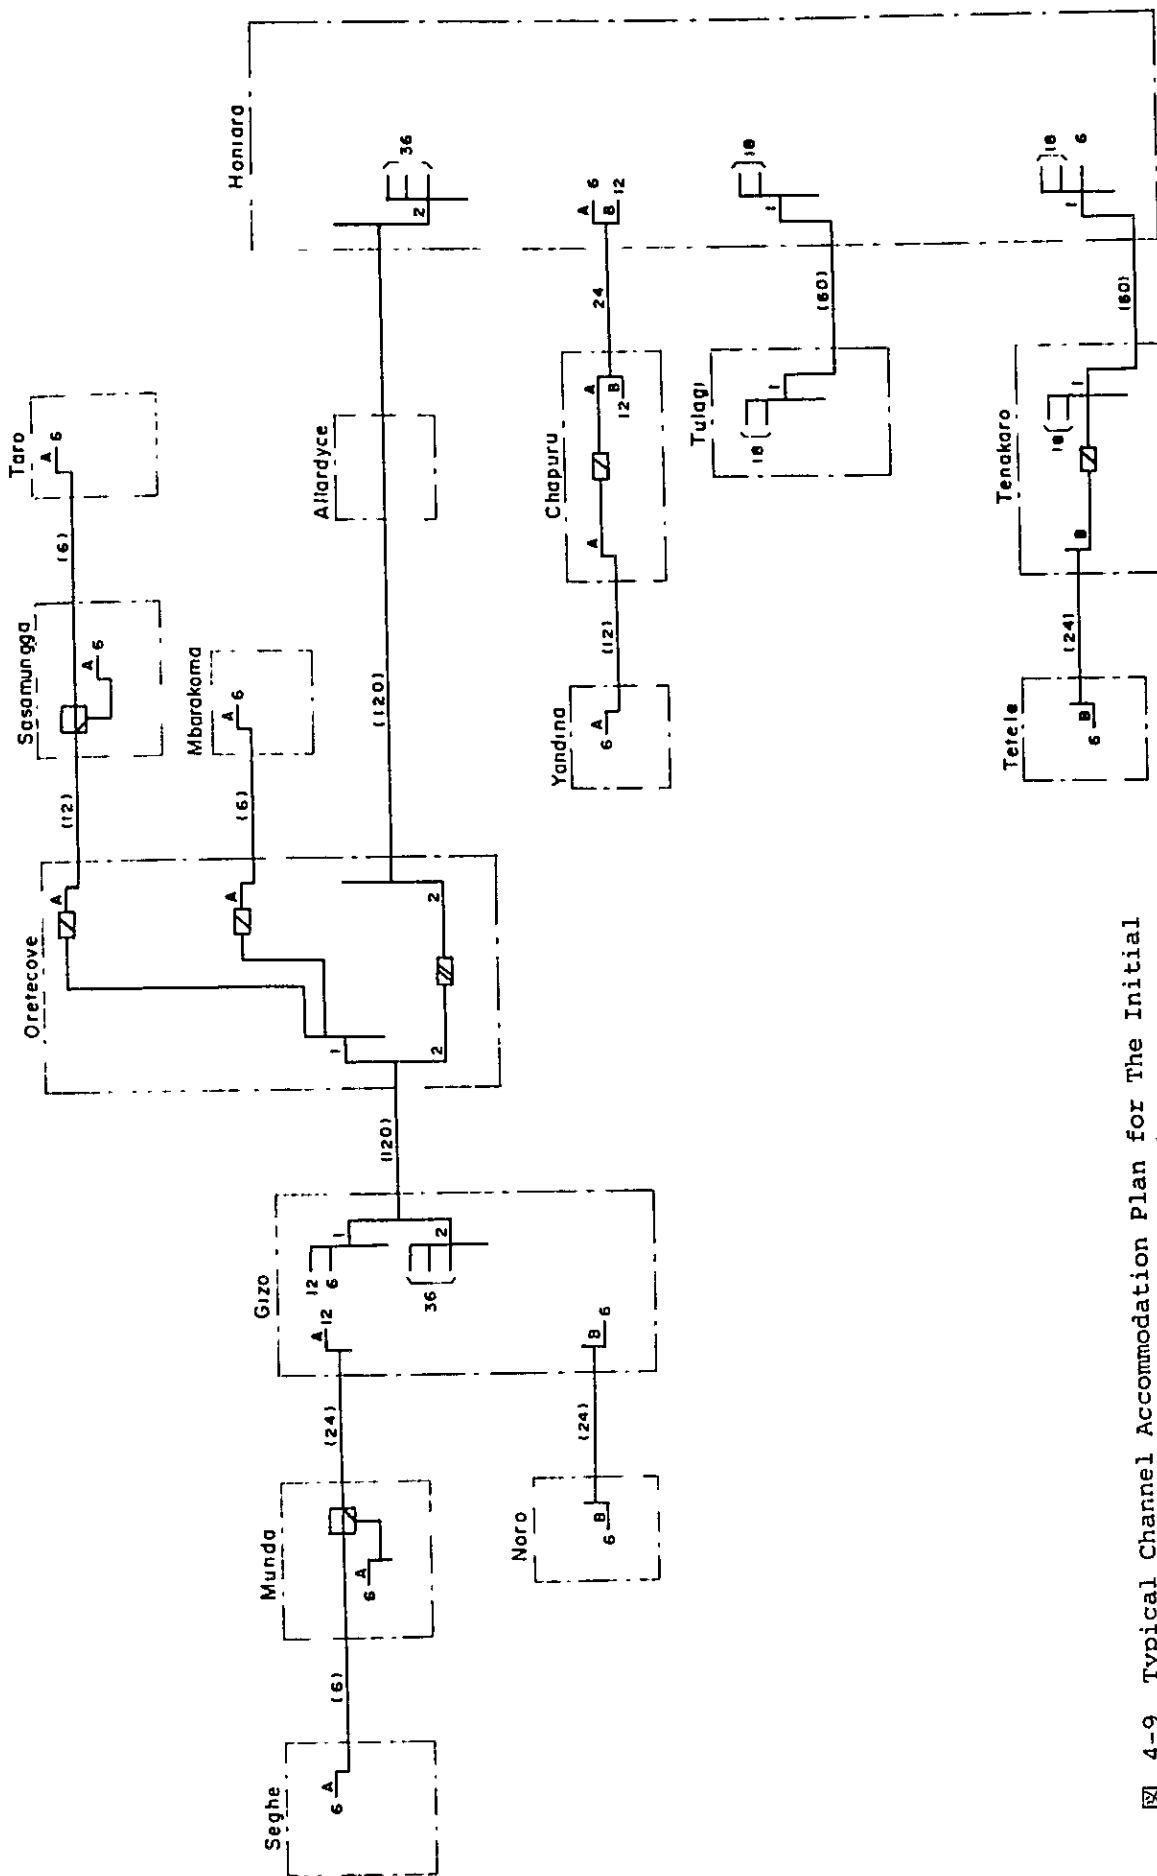 Honiara
36
2
A
6
B
12
18
1
18
6
1
Taro
A
6
(6)
Sasamungga
A
6
(12)
Mbarakoma
A
6
(6)
Allardyce
(120)
Chapuru
A
A
B
12
24
Yandina
6
A
(12)
Tulagi
18
1
(60)
Tenakaro
18
1
B
(60)
Tetele
B
6
(24)
Oretecove
A
A
1
2
2
(120)
Gizo
12
6
1
36
2
A
12
B
6
(24)
(24)
Munda
6
A
Noro
B
6
(6)
Seghe
6
A
図 4-9 Typical Channel Accommodation Plan for The Initial